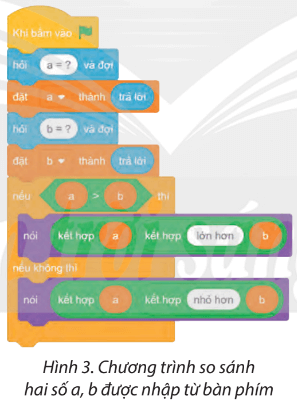 Khi bấm vào
hỏi a = ? và đợi
đặt a thành trả lời
hỏi b = ? và đợi
đặt b thành trả lời
nếu a > b thì
nói kết hợp a kết hợp lớn hơn b
nếu không thì
nói kết hợp a kết hợp nhỏ hơn b
Hình 3. Chương trình so sánh
hai số a, b được nhập từ bàn phím